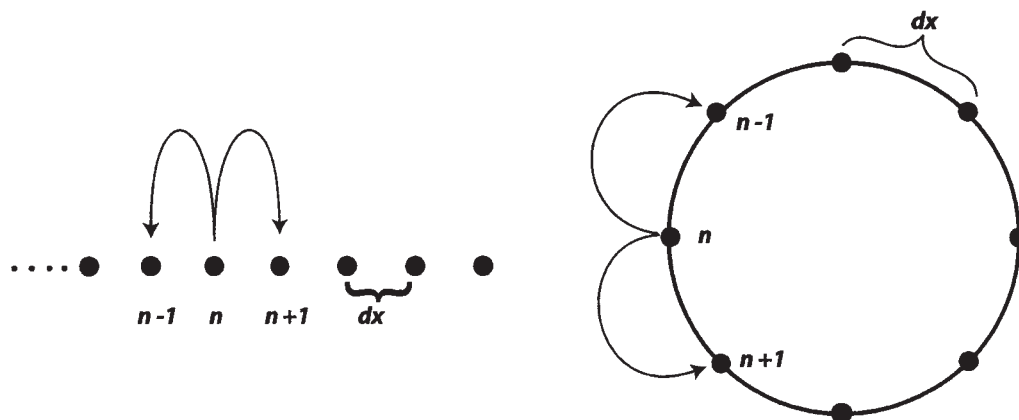 dx
n-1
n
n+1
....
n-1 n n+1 dx